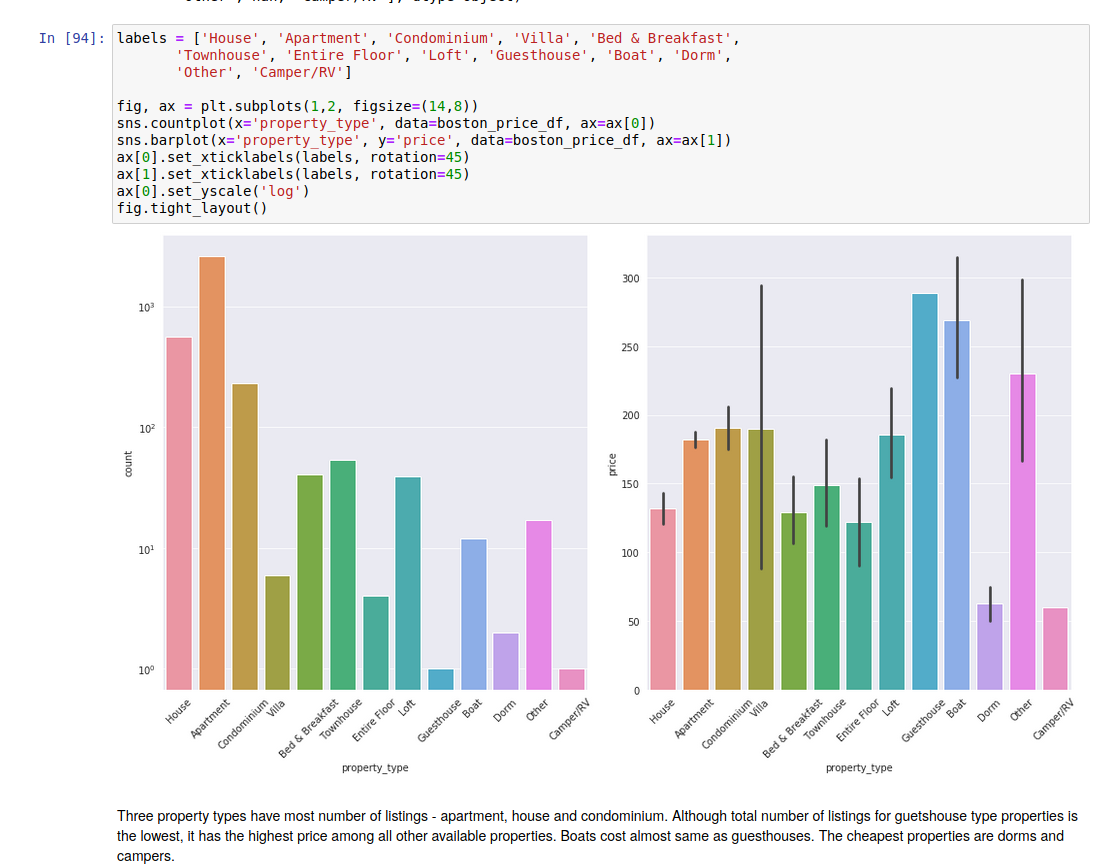 In [94]: labels = ['House', 'Apartment', 'Condominium', 'Villa', 'Bed & Breakfast',
'Townhouse', 'Entire Floor', 'Loft', 'Guesthouse', 'Boat', 'Dorm',
'Other', 'Camper/RV']
fig, ax = plt.subplots(1,2, figsize=(14,8))
sns.countplot(x='property_type', data=boston_price_df, ax=ax[0])
sns.barplot(x='property_type', y='price', data=boston_price_df, ax=ax[1])
ax[0].set_xticklabels(labels, rotation=45)
ax[1].set_xticklabels(labels, rotation=45)
ax[0].set_yscale('log')
fig.tight_layout()
10³
10²
10¹
10⁰
count
House
Apartment
Condominium
Villa
Bed & Breakfast
Townhouse
Entire Floor
Loft
Guesthouse
Boat
Dorm
Other
Camper/RV
property_type
300
250
200
150
100
50
0
price
House
Apartment
Condominium
Villa
Bed & Breakfast
Townhouse
Entire Floor
Loft
Guesthouse
Boat
Dorm
Other
Camper/RV
property_type
Three property types have most number of listings - apartment, house and condominium. Although total number of listings for guetshouse type properties is
the lowest, it has the highest price among all other available properties. Boats cost almost same as guesthouses. The cheapest properties are dorms and
campers.